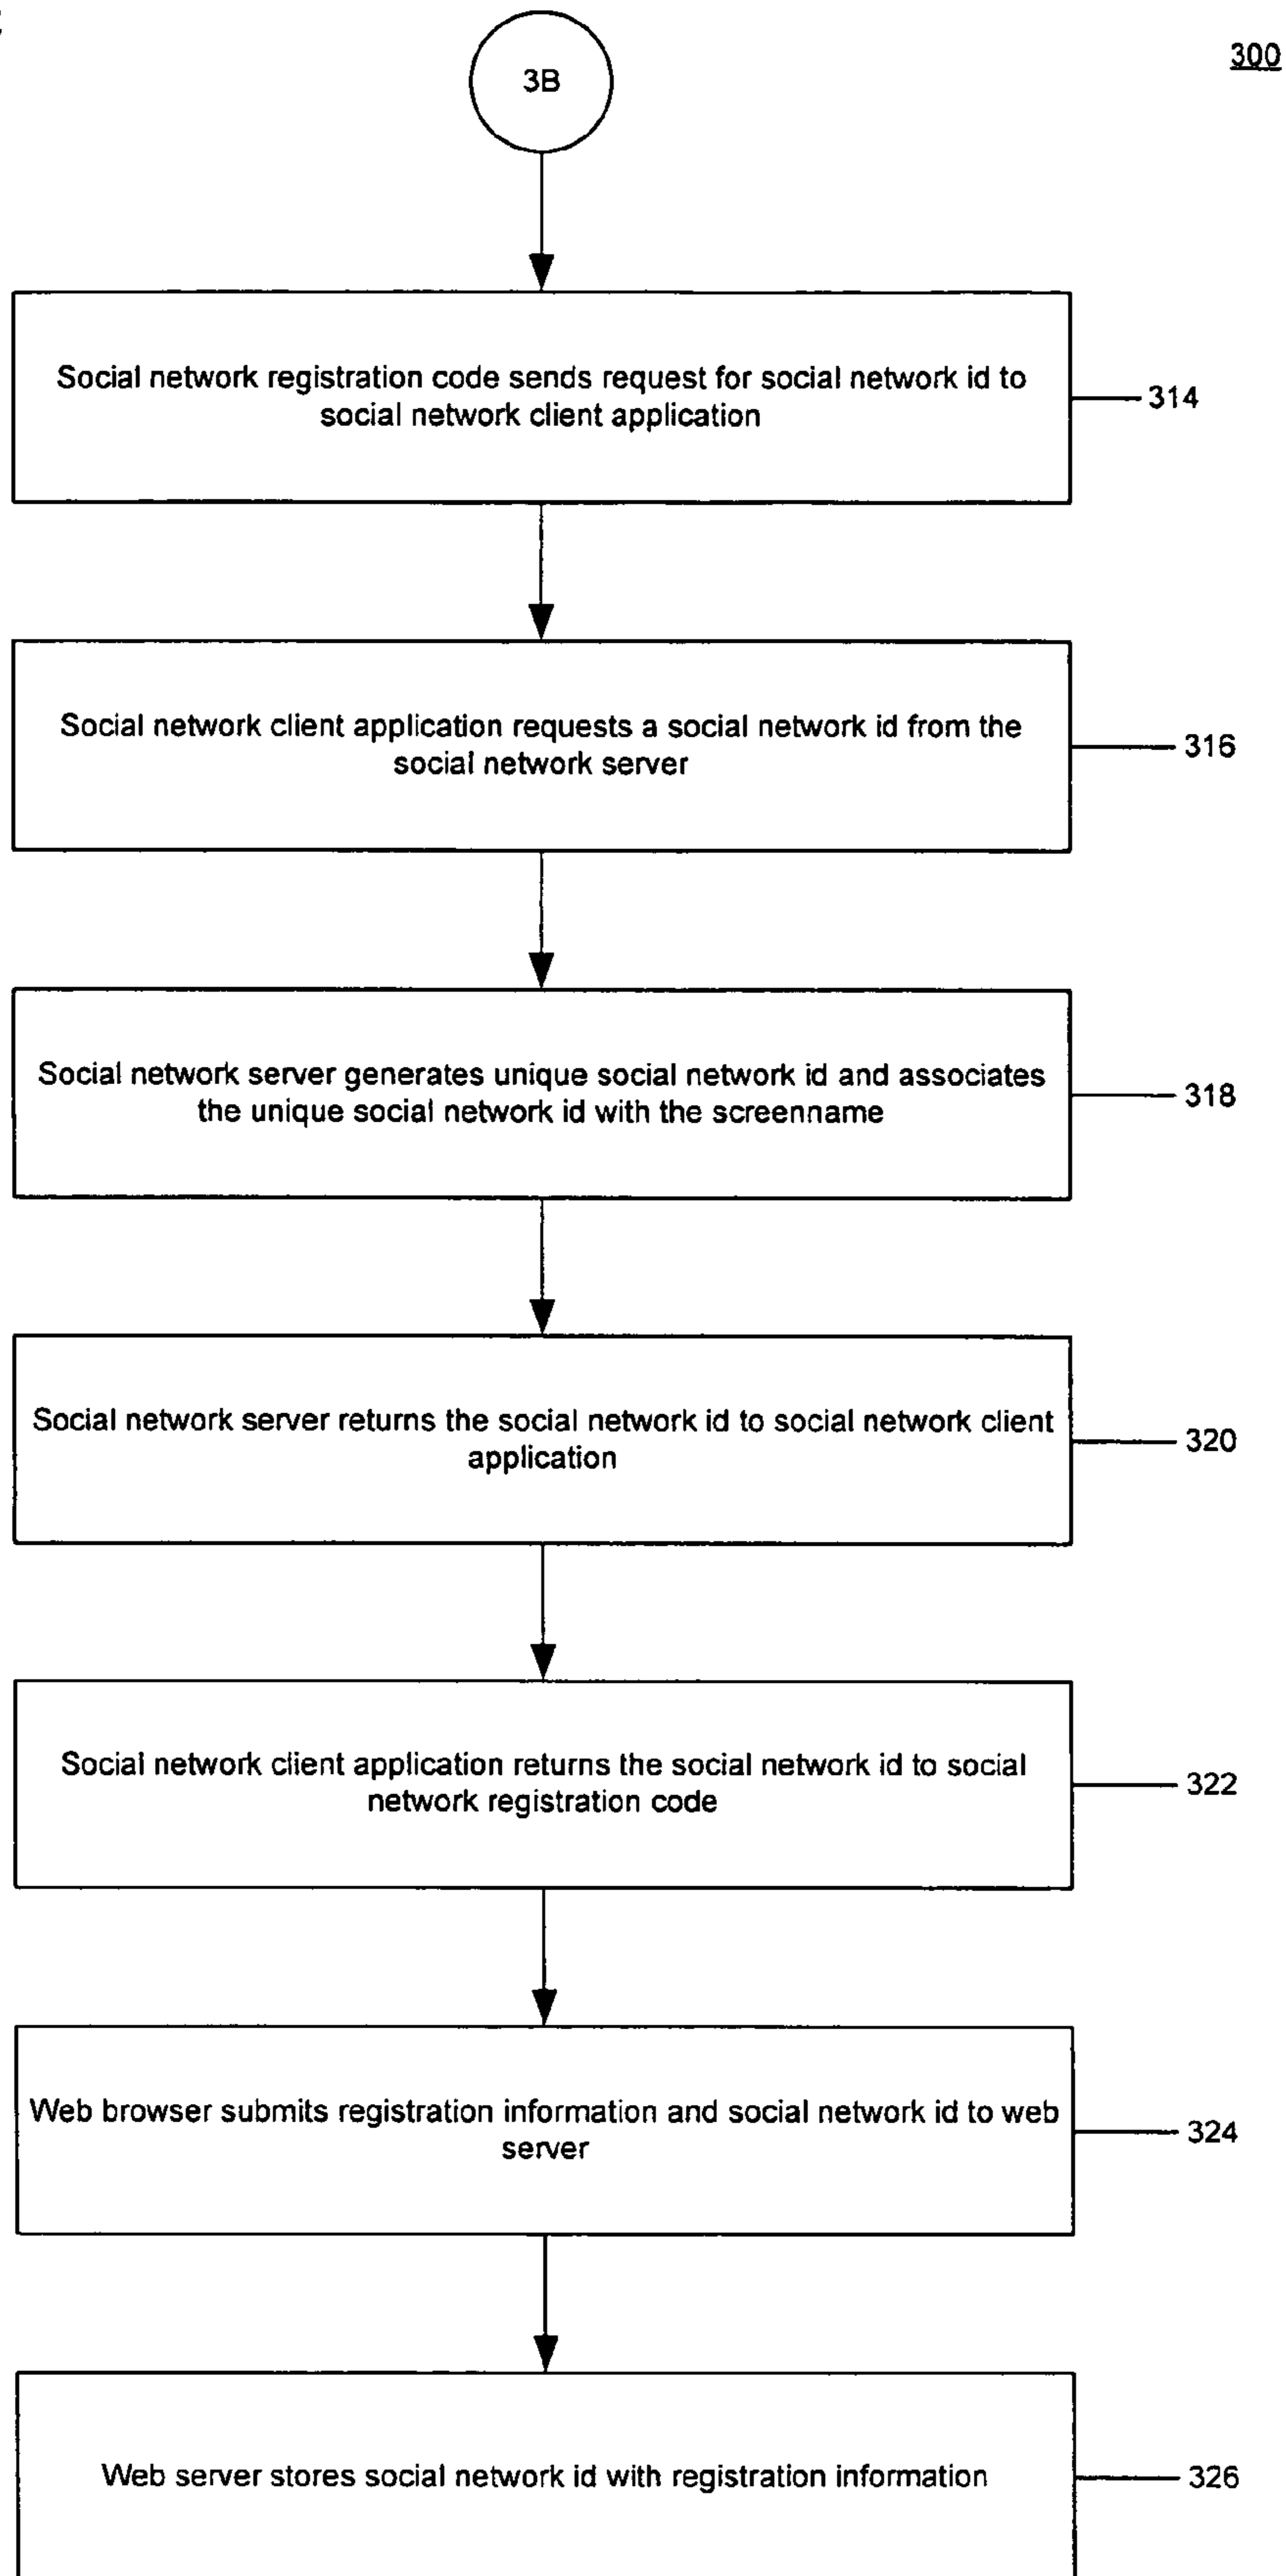 300
3B
Social network registration code sends request for social network id to
social network client application
314
Social network client application requests a social network id from the
social network server
316
Social network server generates unique social network id and associates
the unique social network id with the screenname
318
Social network server returns the social network id to social network client
application
320
Social network client application returns the social network id to social
network registration code
322
Web browser submits registration information and social network id to web
server
324
Web server stores social network id with registration information
326